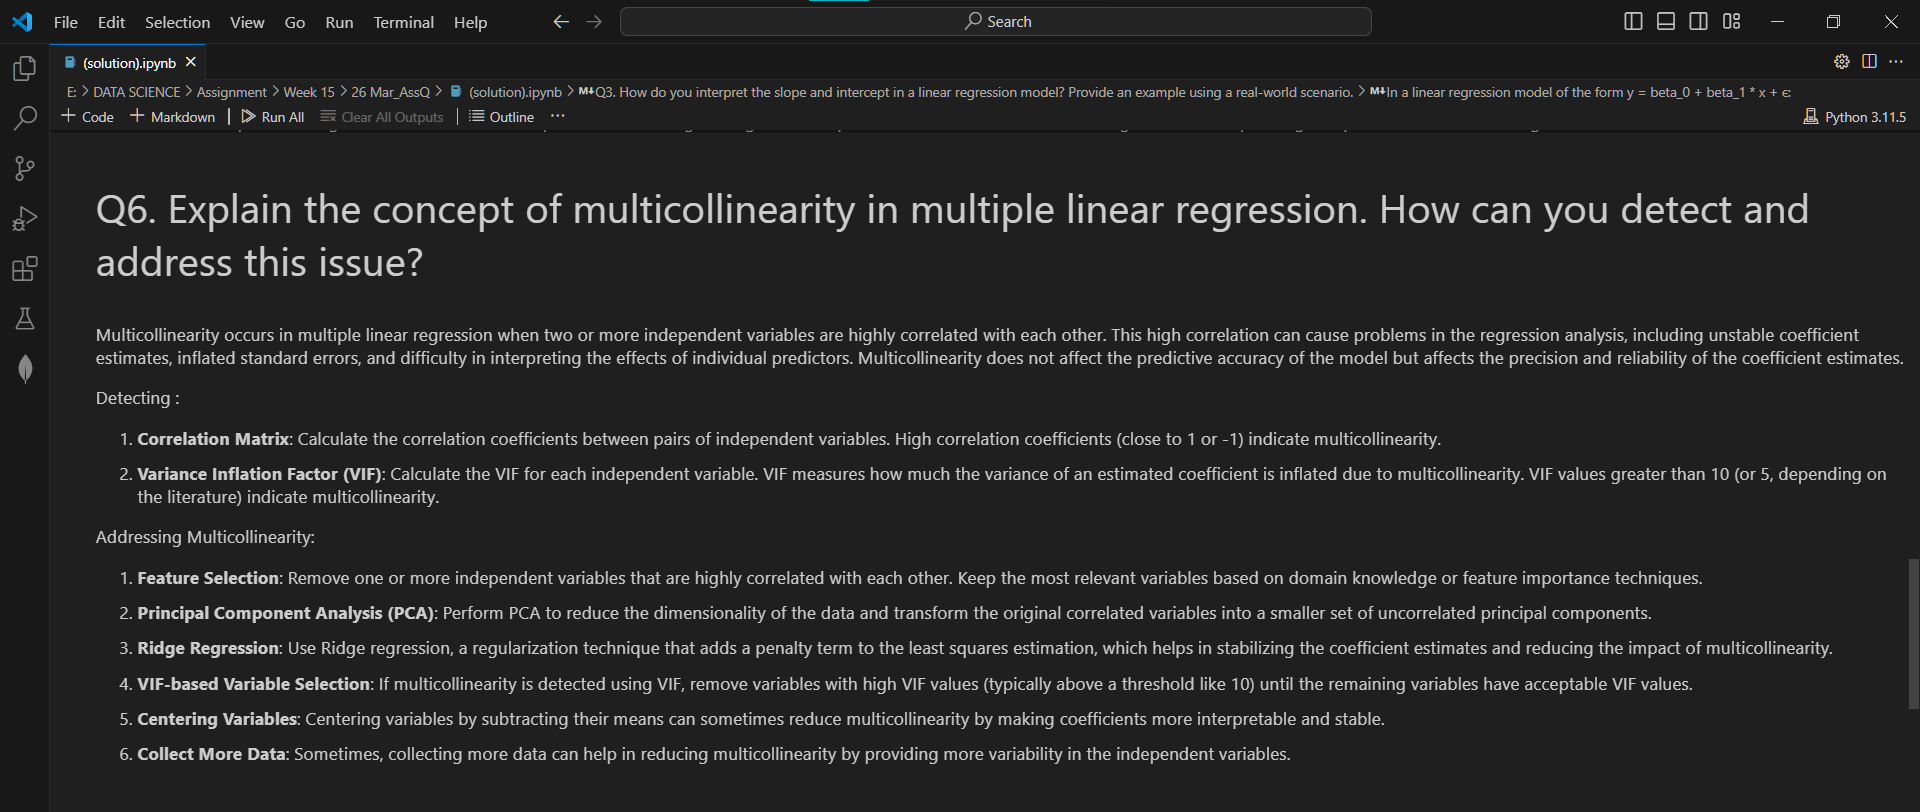 File Edit Selection View Go Run Terminal Help Search
(solution).ipynb
E: > DATA SCIENCE > Assignment > Week 15 > 26 Mar_AssQ > (solution).ipynb > M↓Q3. How do you interpret the slope and intercept in a linear regression model? Provide an example using a real-world scenario. > M↓In a linear regression model of the form y = beta_0 + beta_1 * x + ϵ:
+ Code + Markdown | Run All Clear All Outputs | Outline ··· Python 3.11.5
Q6. Explain the concept of multicollinearity in multiple linear regression. How can you detect and
address this issue?
Multicollinearity occurs in multiple linear regression when two or more independent variables are highly correlated with each other. This high correlation can cause problems in the regression analysis, including unstable coefficient
estimates, inflated standard errors, and difficulty in interpreting the effects of individual predictors. Multicollinearity does not affect the predictive accuracy of the model but affects the precision and reliability of the coefficient estimates.
Detecting :
1. Correlation Matrix: Calculate the correlation coefficients between pairs of independent variables. High correlation coefficients (close to 1 or -1) indicate multicollinearity.
2. Variance Inflation Factor (VIF): Calculate the VIF for each independent variable. VIF measures how much the variance of an estimated coefficient is inflated due to multicollinearity. VIF values greater than 10 (or 5, depending on
the literature) indicate multicollinearity.
Addressing Multicollinearity:
1. Feature Selection: Remove one or more independent variables that are highly correlated with each other. Keep the most relevant variables based on domain knowledge or feature importance techniques.
2. Principal Component Analysis (PCA): Perform PCA to reduce the dimensionality of the data and transform the original correlated variables into a smaller set of uncorrelated principal components.
3. Ridge Regression: Use Ridge regression, a regularization technique that adds a penalty term to the least squares estimation, which helps in stabilizing the coefficient estimates and reducing the impact of multicollinearity.
4. VIF-based Variable Selection: If multicollinearity is detected using VIF, remove variables with high VIF values (typically above a threshold like 10) until the remaining variables have acceptable VIF values.
5. Centering Variables: Centering variables by subtracting their means can sometimes reduce multicollinearity by making coefficients more interpretable and stable.
6. Collect More Data: Sometimes, collecting more data can help in reducing multicollinearity by providing more variability in the independent variables.